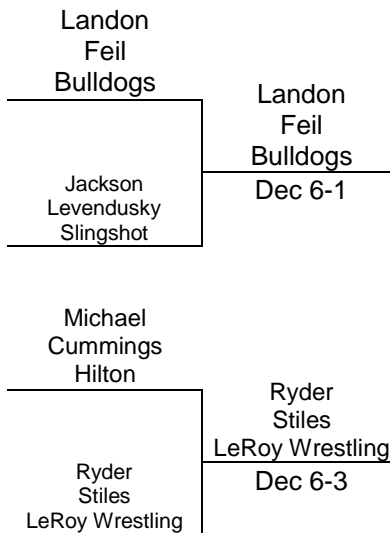 Landon
Feil
Bulldogs
Landon
Feil
Bulldogs
Dec 6-1
Jackson
Levendusky
Slingshot
Michael
Cummings
Hilton
Ryder
Stiles
LeRoy Wrestling
Dec 6-3
Ryder
Stiles
LeRoy Wrestling